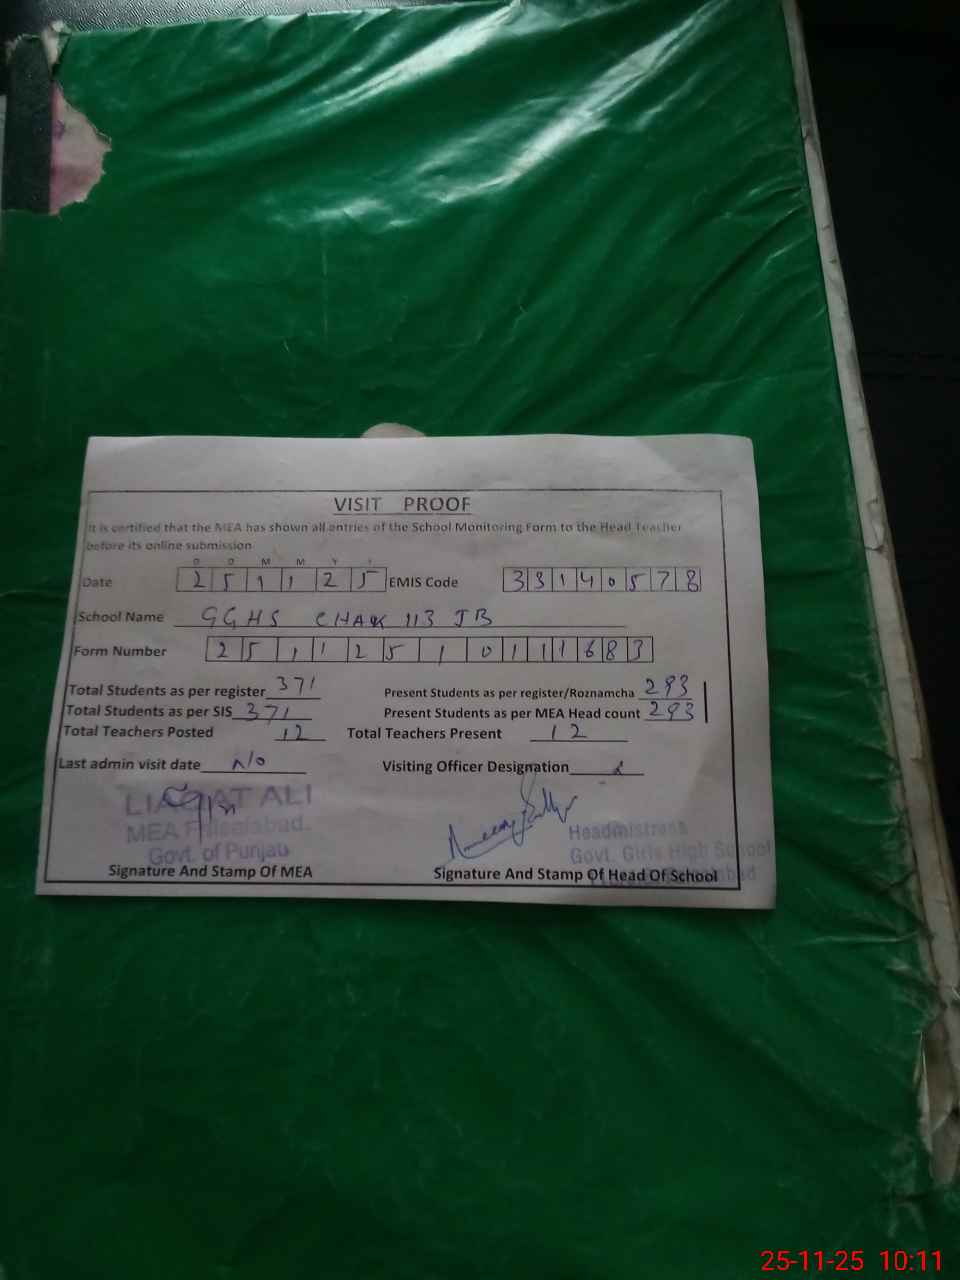 VISIT PROOF
It is certified that the MEA has shown all entries of the School Monitoring Form to the Head Teacher
before its online submission
D D M M Y Y
Date 2 5 1 1 2 5 EMIS Code 3 3 1 4 0 5 7 8
School Name GGHS CHAK 113 JB
Form Number 2 5 1 1 2 5 1 0 1 1 1 6 8 3
Total Students as per register 371 Present Students as per register/Roznamcha 293
Total Students as per SIS 371 Present Students as per MEA Head count 293
Total Teachers Posted 12 Total Teachers Present 12
Last admin visit date N/O Visiting Officer Designation
LIAQAT ALI
MEA Faisalabad.
Govt. of Punjab
Headmistress
Govt. Girls High School
Signature And Stamp Of MEA Signature And Stamp Of Head Of School
25-11-25 10:11